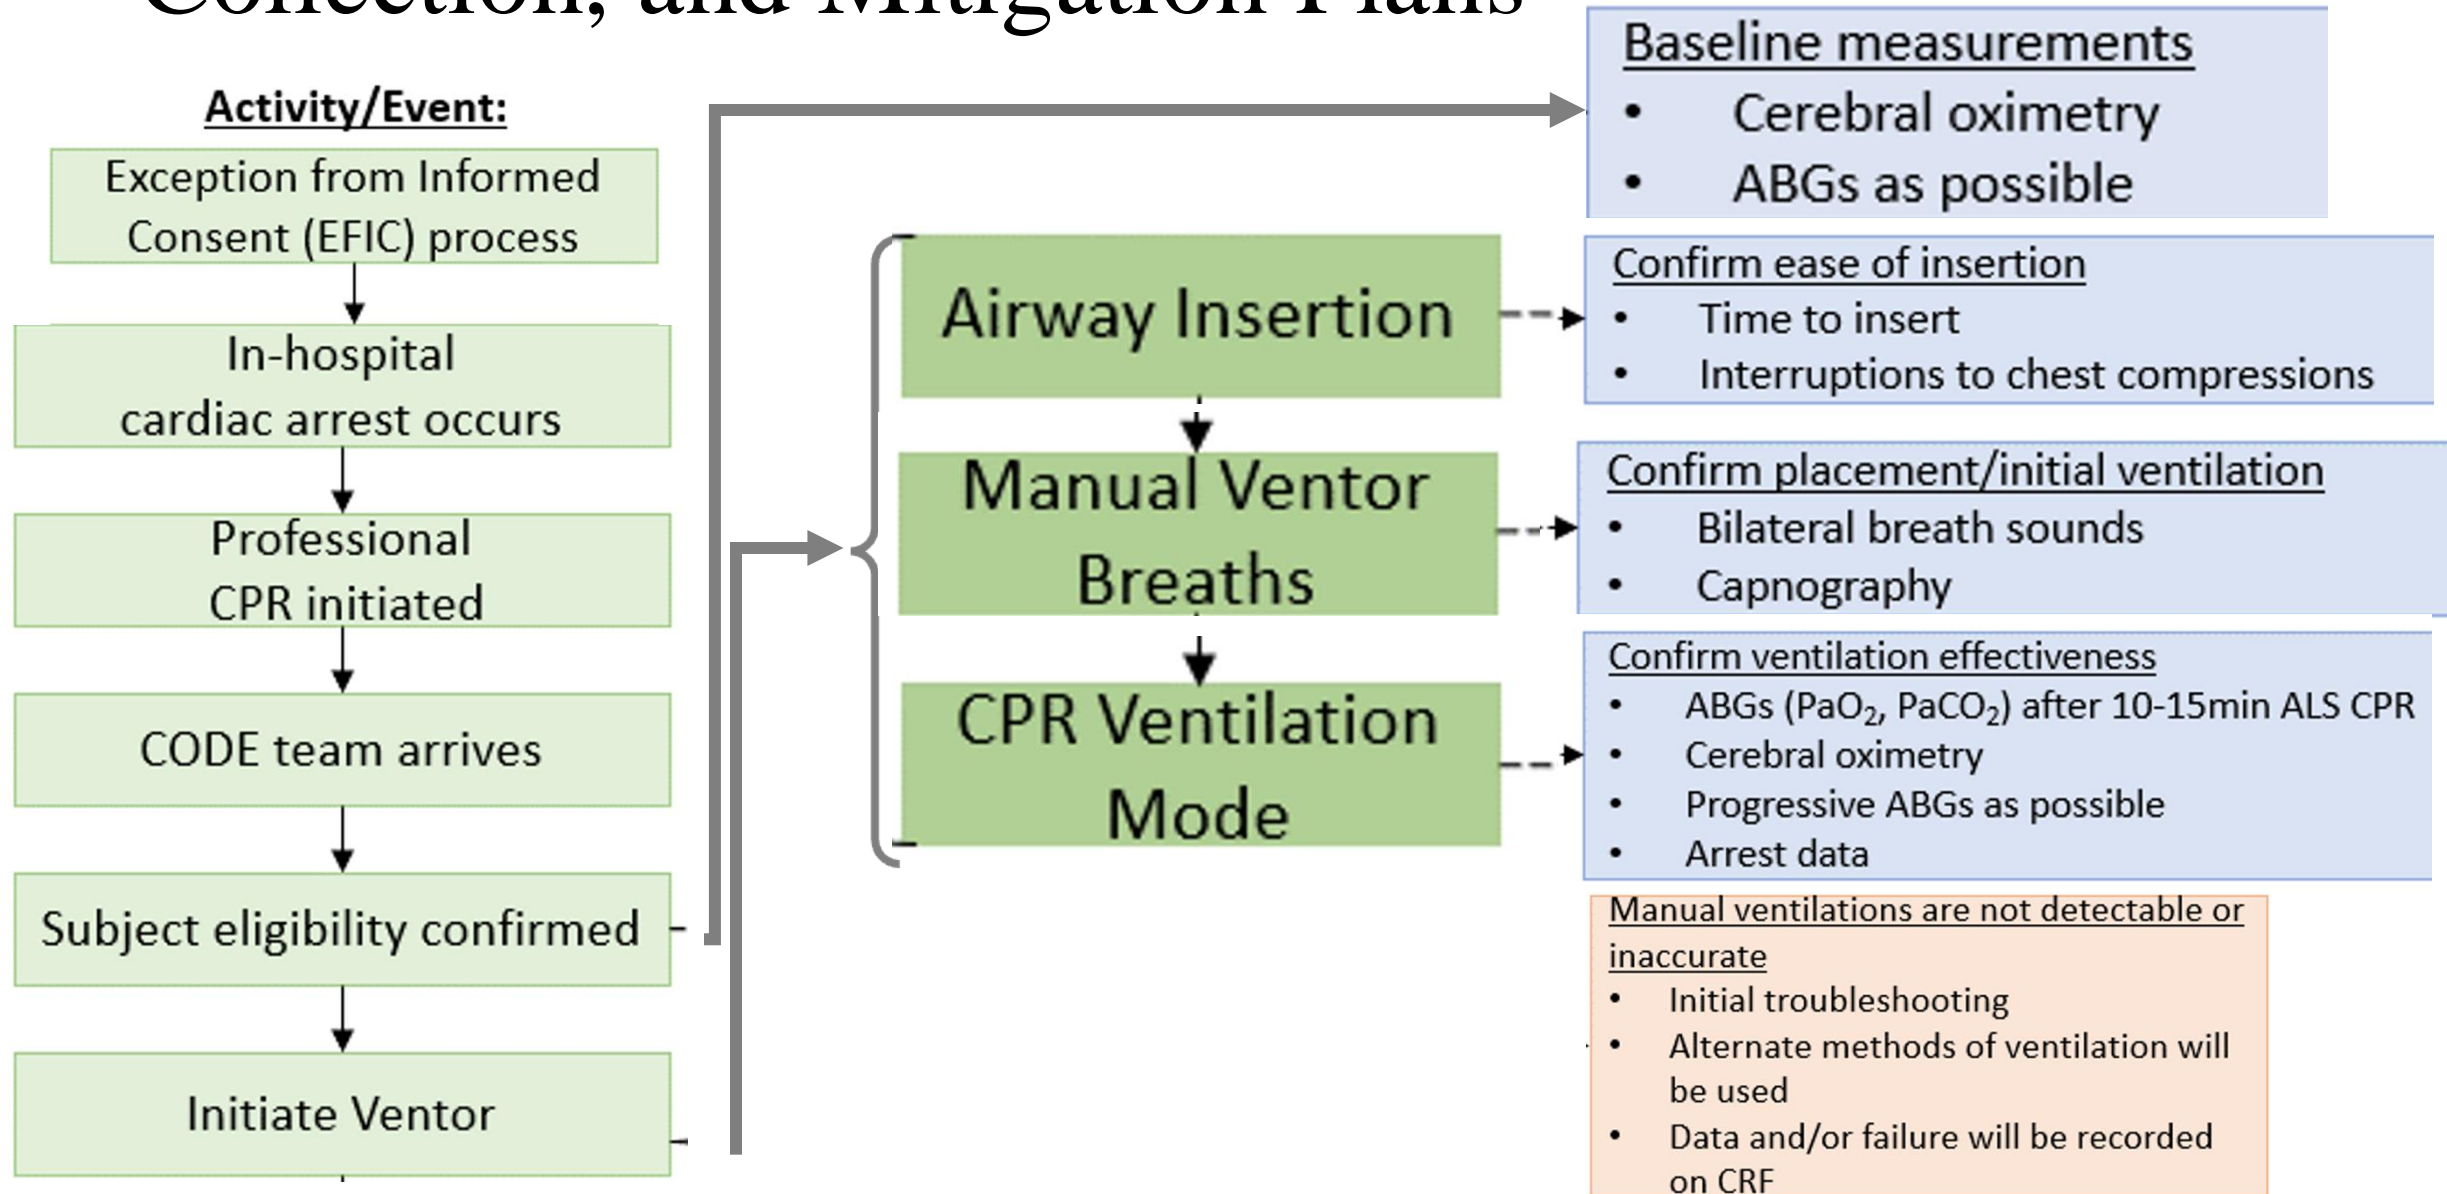 Collection, and Mitigation Plans
Activity/Event:
Exception from Informed
Consent (EFIC) process
In-hospital
cardiac arrest occurs
Professional
CPR initiated
CODE team arrives
Subject eligibility confirmed
Initiate Ventor
Airway Insertion
Manual Ventor
Breaths
CPR Ventilation
Mode
Baseline measurements
• Cerebral oximetry
• ABGs as possible
Confirm ease of insertion
• Time to insert
• Interruptions to chest compressions
Confirm placement/initial ventilation
• Bilateral breath sounds
• Capnography
Confirm ventilation effectiveness
• ABGs (PaO₂, PaCO₂) after 10-15min ALS CPR
• Cerebral oximetry
• Progressive ABGs as possible
• Arrest data
Manual ventilations are not detectable or
inaccurate
• Initial troubleshooting
• Alternate methods of ventilation will
be used
• Data and/or failure will be recorded
on CRF